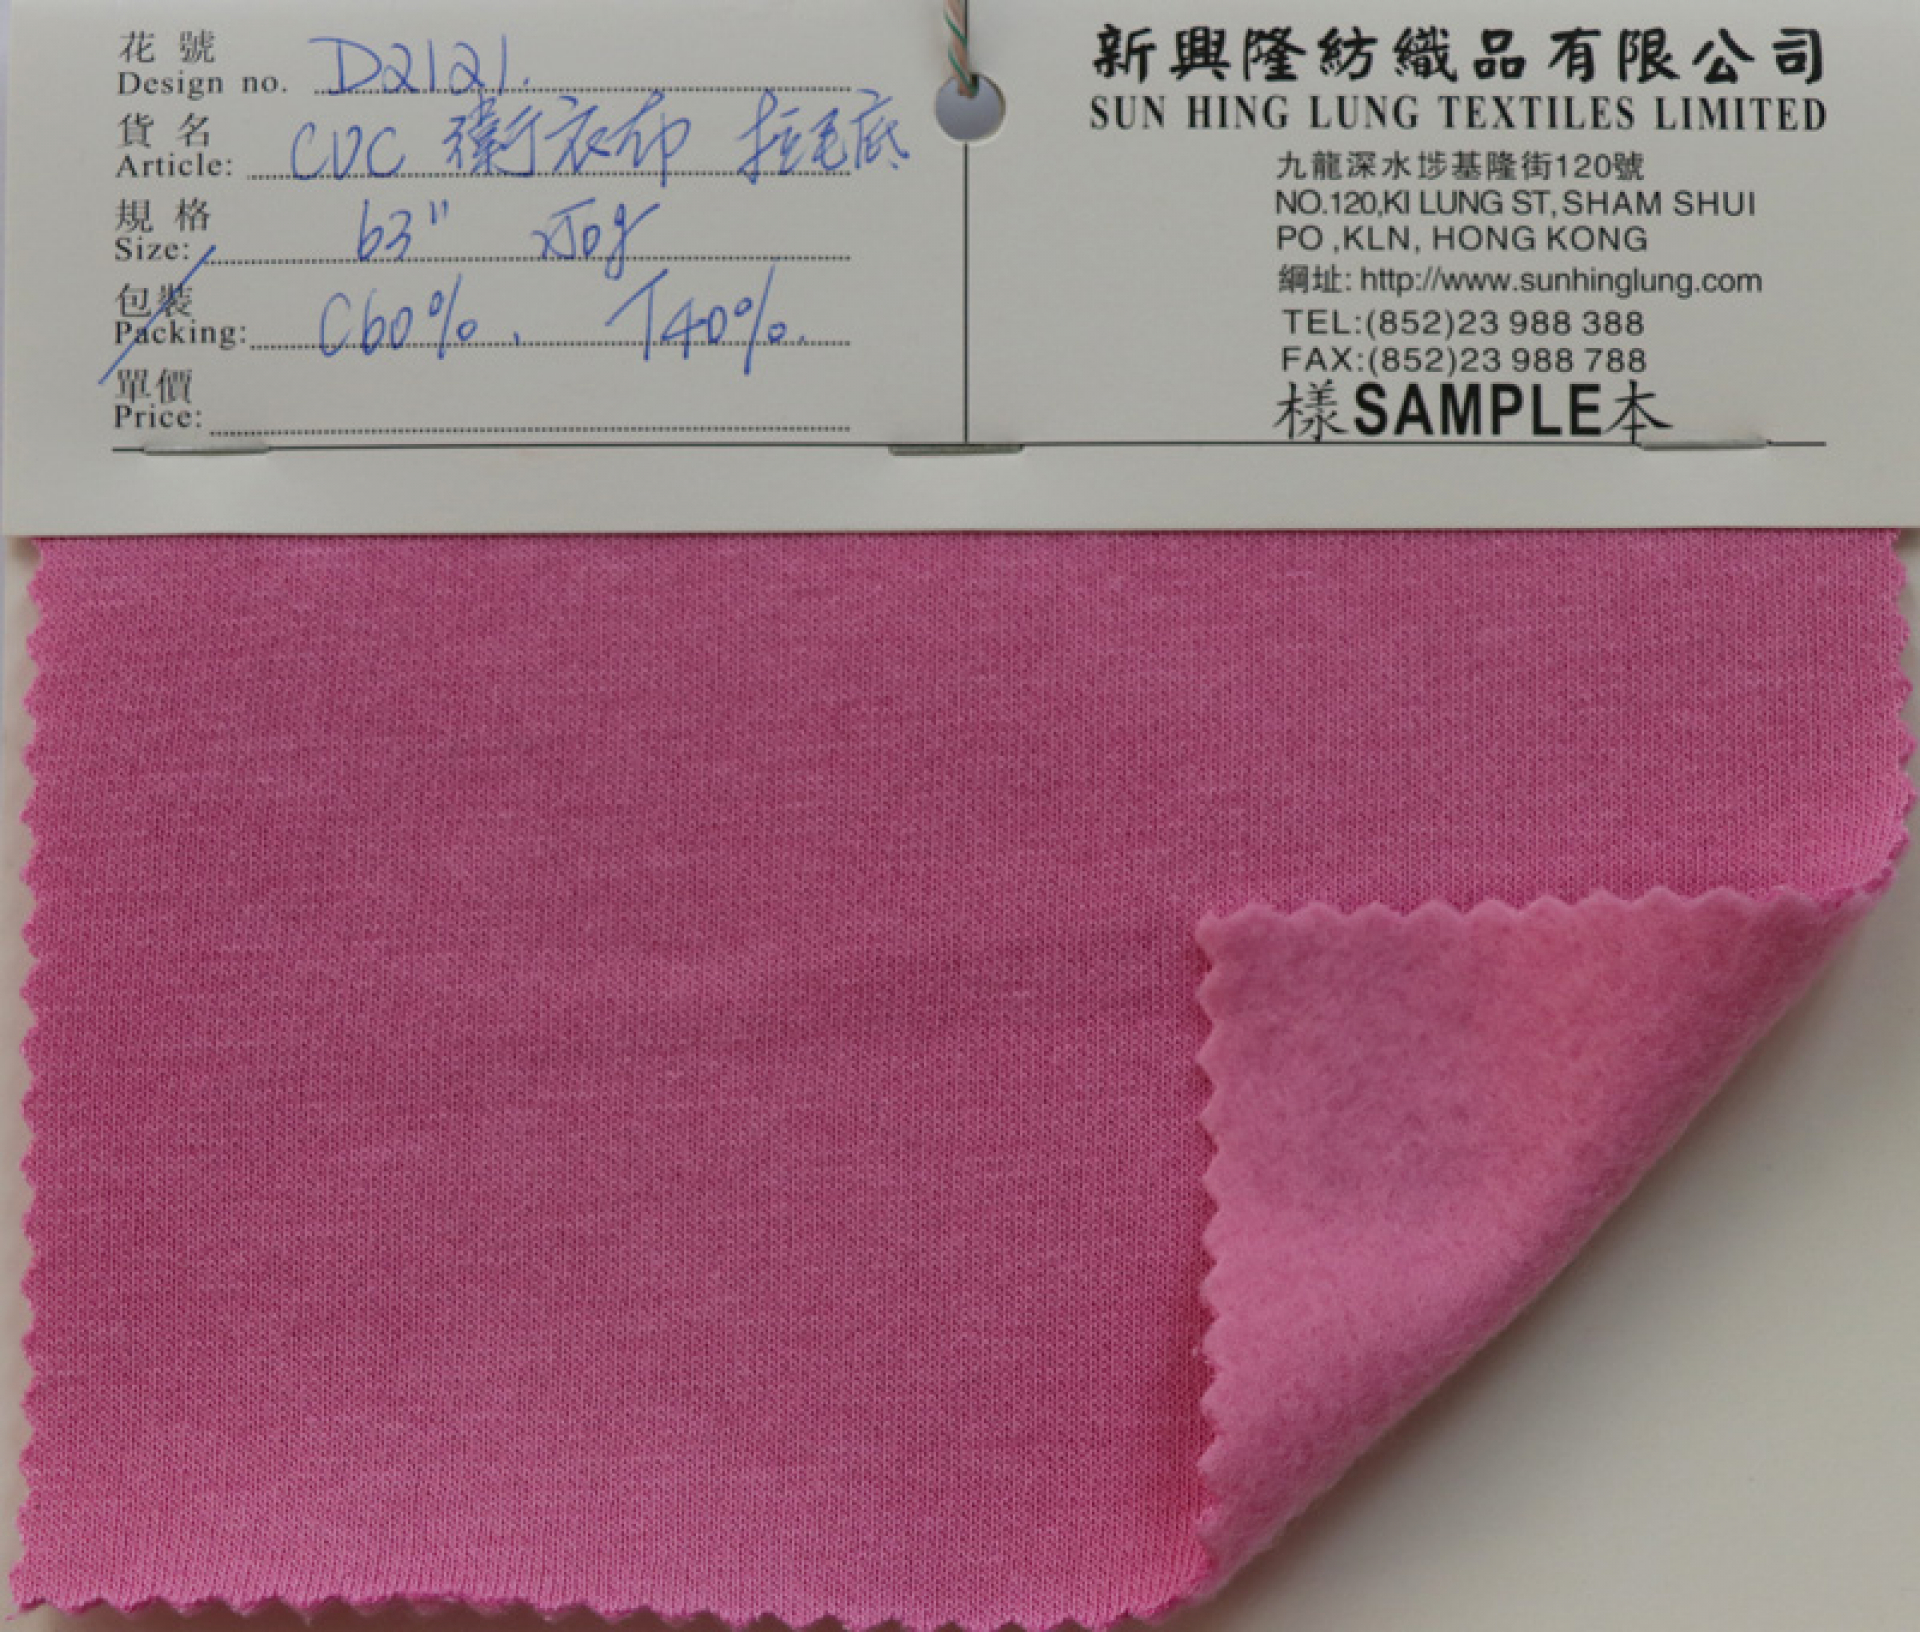 花 號
Design no. D2121.
貨 名
Article: CVC 衛衣布 拉毛底
規 格
Size: 63"
包裝
Packing: C60%, T40%.
單價
Price:
新興隆紡織品有限公司
SUN HING LUNG TEXTILES LIMITED
九龍深水埗基隆街120號
NO.120,KI LUNG ST, SHAM SHUI
PO ,KLN, HONG KONG
網址: http://www.sunhinglung.com
TEL:(852)23 988 388
FAX:(852)23 988 788
樣SAMPLE本